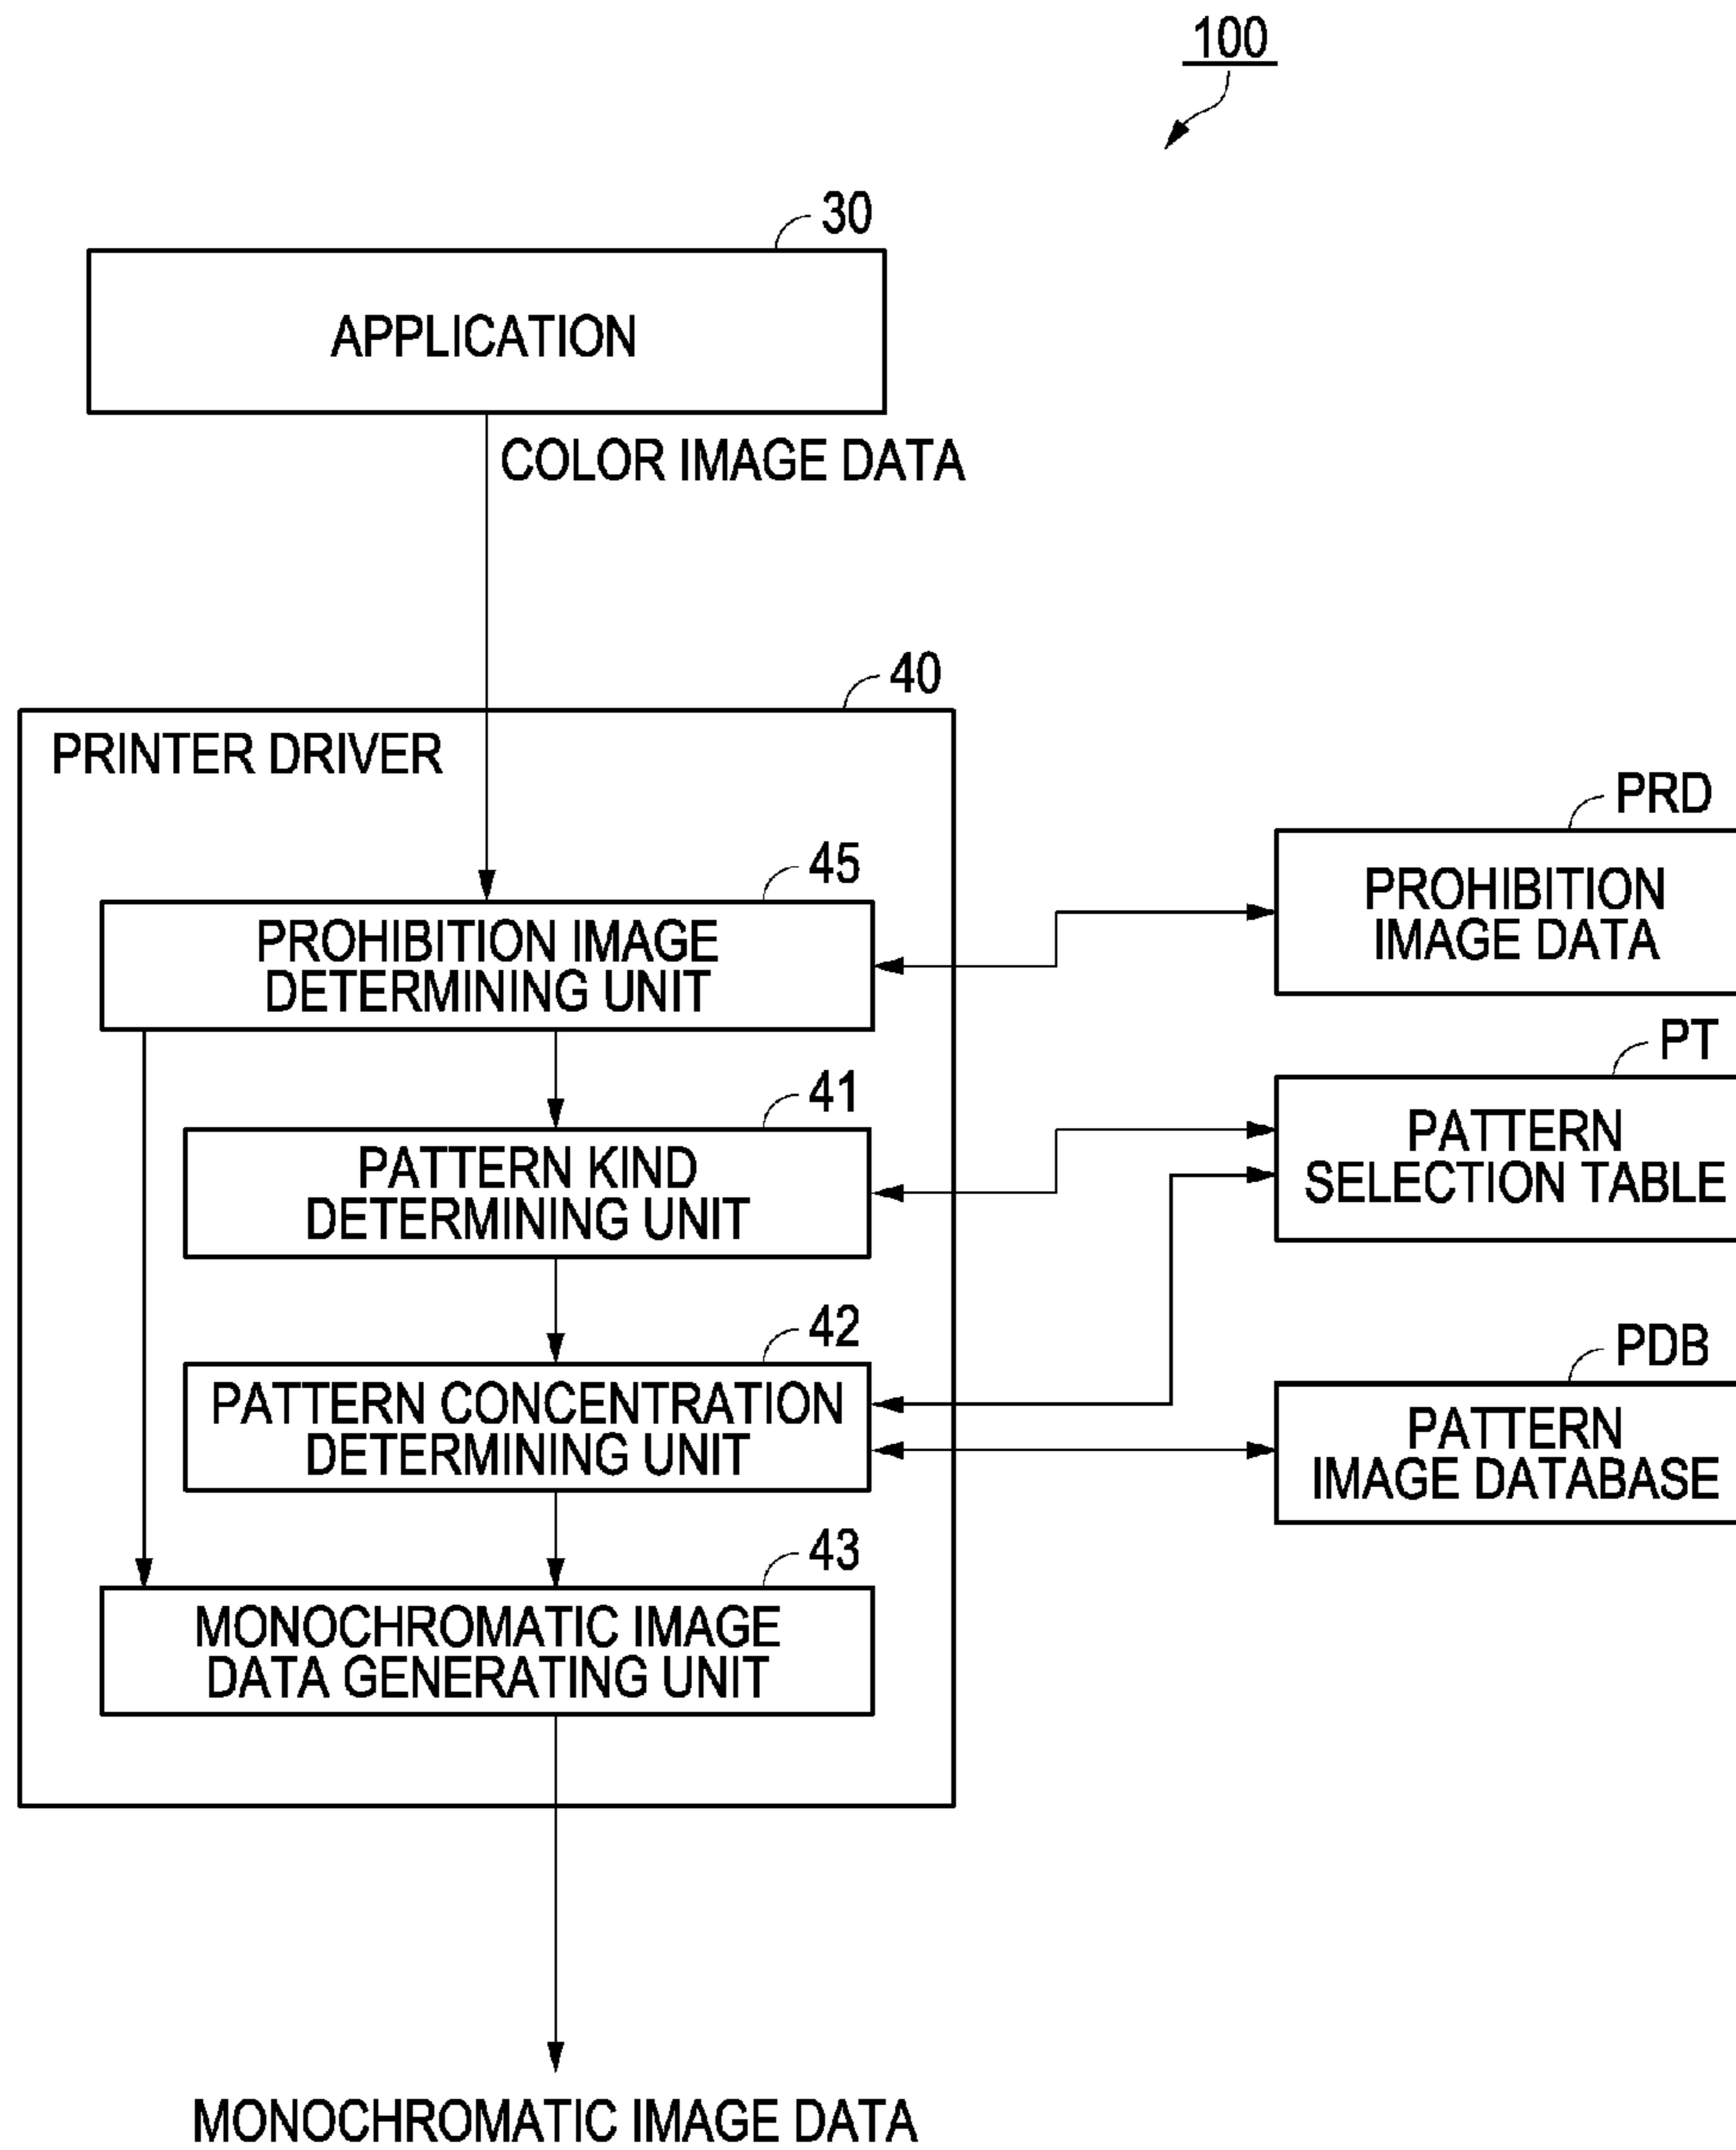 100
30
APPLICATION
COLOR IMAGE DATA
40
PRINTER DRIVER
45
PROHIBITION IMAGE
DETERMINING UNIT
41
PATTERN KIND
DETERMINING UNIT
42
PATTERN CONCENTRATION
DETERMINING UNIT
43
MONOCHROMATIC IMAGE
DATA GENERATING UNIT
PRD
PROHIBITION
IMAGE DATA
PT
PATTERN
SELECTION TABLE
PDB
PATTERN
IMAGE DATABASE
MONOCHROMATIC IMAGE DATA